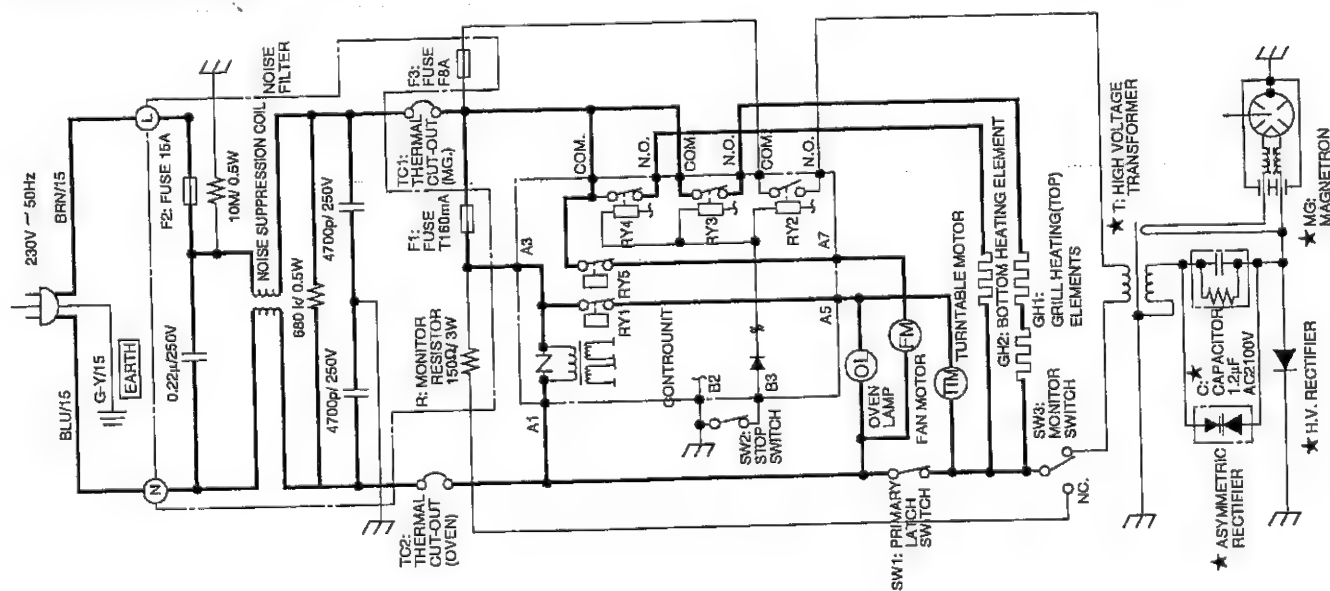 230V ~ 50Hz
BLU/15
BRN/15
G-Y/15
EARTH
N
L
F2: FUSE 15A
0.22μ/250V
10M/ 0.5W
NOISE SUPPRESSION COIL
NOISE
FILTER
680 k/ 0.5W
4700p/ 250V
4700p/ 250V
TC1:
THERMAL
CUT-OUT
(MG.)
F3:
FUSE
F8A
TC2:
THERMAL
CUT-OUT
(OVEN)
R: MONITOR
RESISTOR
150Ω/ 3W
F1:
FUSE
T160mA
A1
A3
COM.
N.O.
COM.
N.O.
COM.
N.O.
RY4
RY3
RY2
RY5
RY1
A7
A5
CONTROUNIT
B2
B3
SW2:
STOP
SWITCH
OL
OVEN
LAMP
FM
FAN MOTOR
TTM
TURNTABLE MOTOR
GH2: BOTTOM HEATING ELEMENT
GH1:
GRILL HEATING(TOP)
ELEMENTS
SW1: PRIMARY
LATCH
SWITCH
SW3:
MONITOR
SWITCH
NC.
★ T: HIGH VOLTAGE
TRANSFORMER
C: ★
CAPACITOR
1.2μF
AC2100V
★ ASYMMETRIC
RECTIFIER
★ H.V. RECTIFIER
★ MG:
MAGNETRON